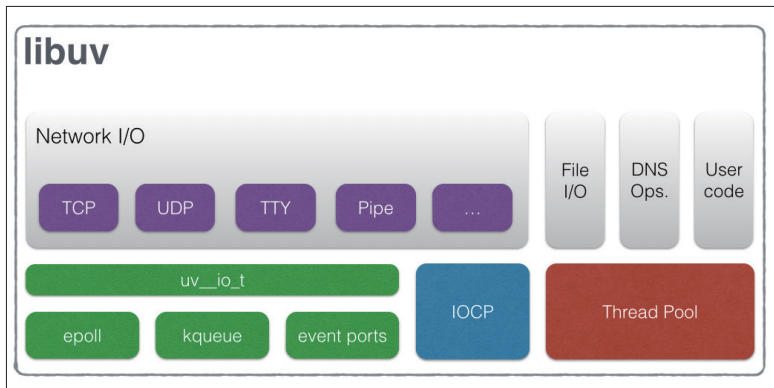 libuv
Network I/O
TCP
UDP
TTY
Pipe
...
File
I/O
DNS
Ops.
User
code
uv__io_t
epoll
kqueue
event ports
IOCP
Thread Pool